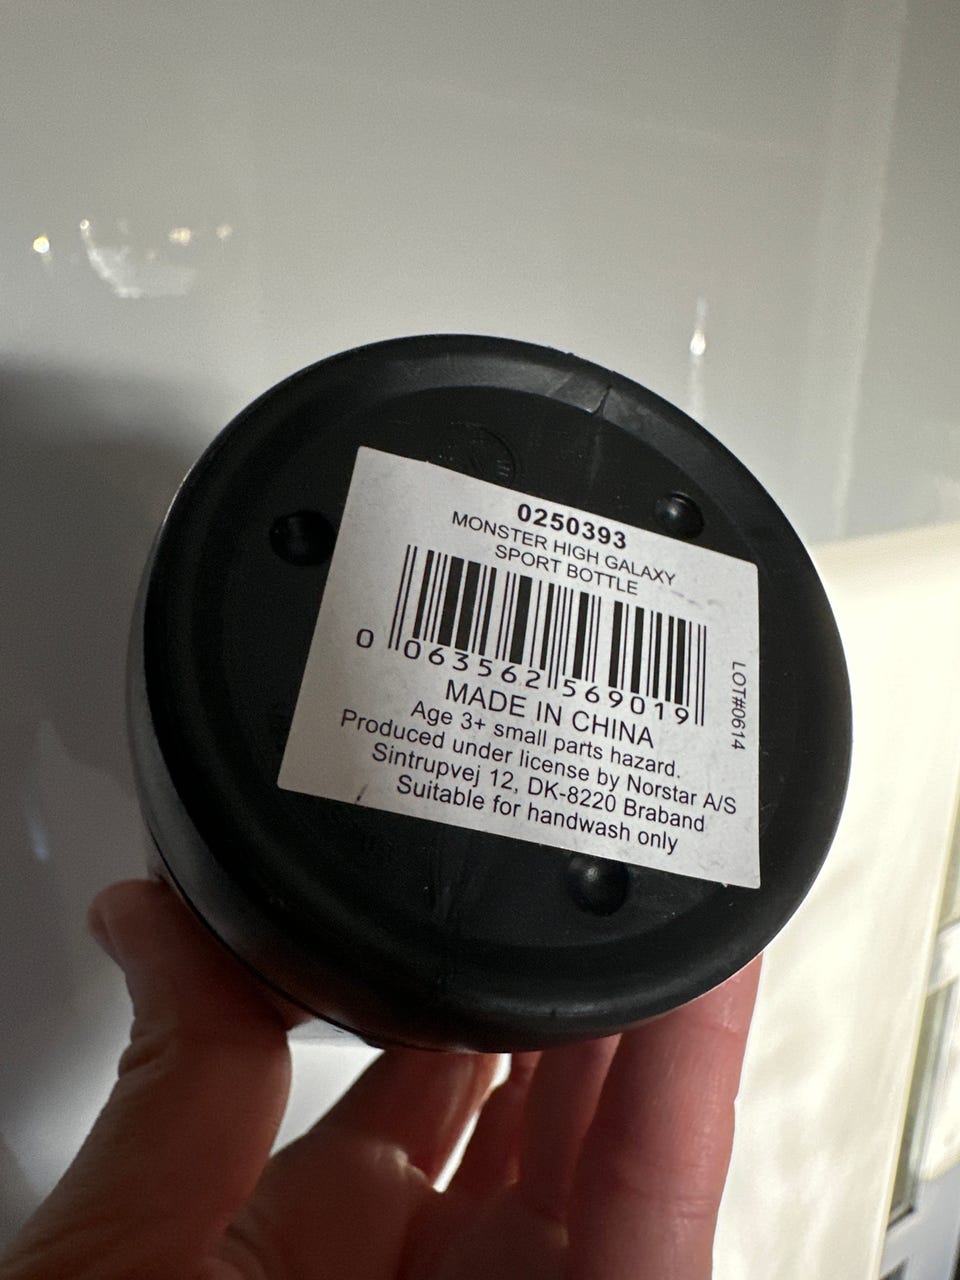 0250393
MONSTER HIGH GALAXY
SPORT BOTTLE
0 063562 569019
MADE IN CHINA
Age 3+ small parts hazard.
Produced under license by Norstar A/S
Sintrupvej 12, DK-8220 Braband
Suitable for handwash only
LOT#0614